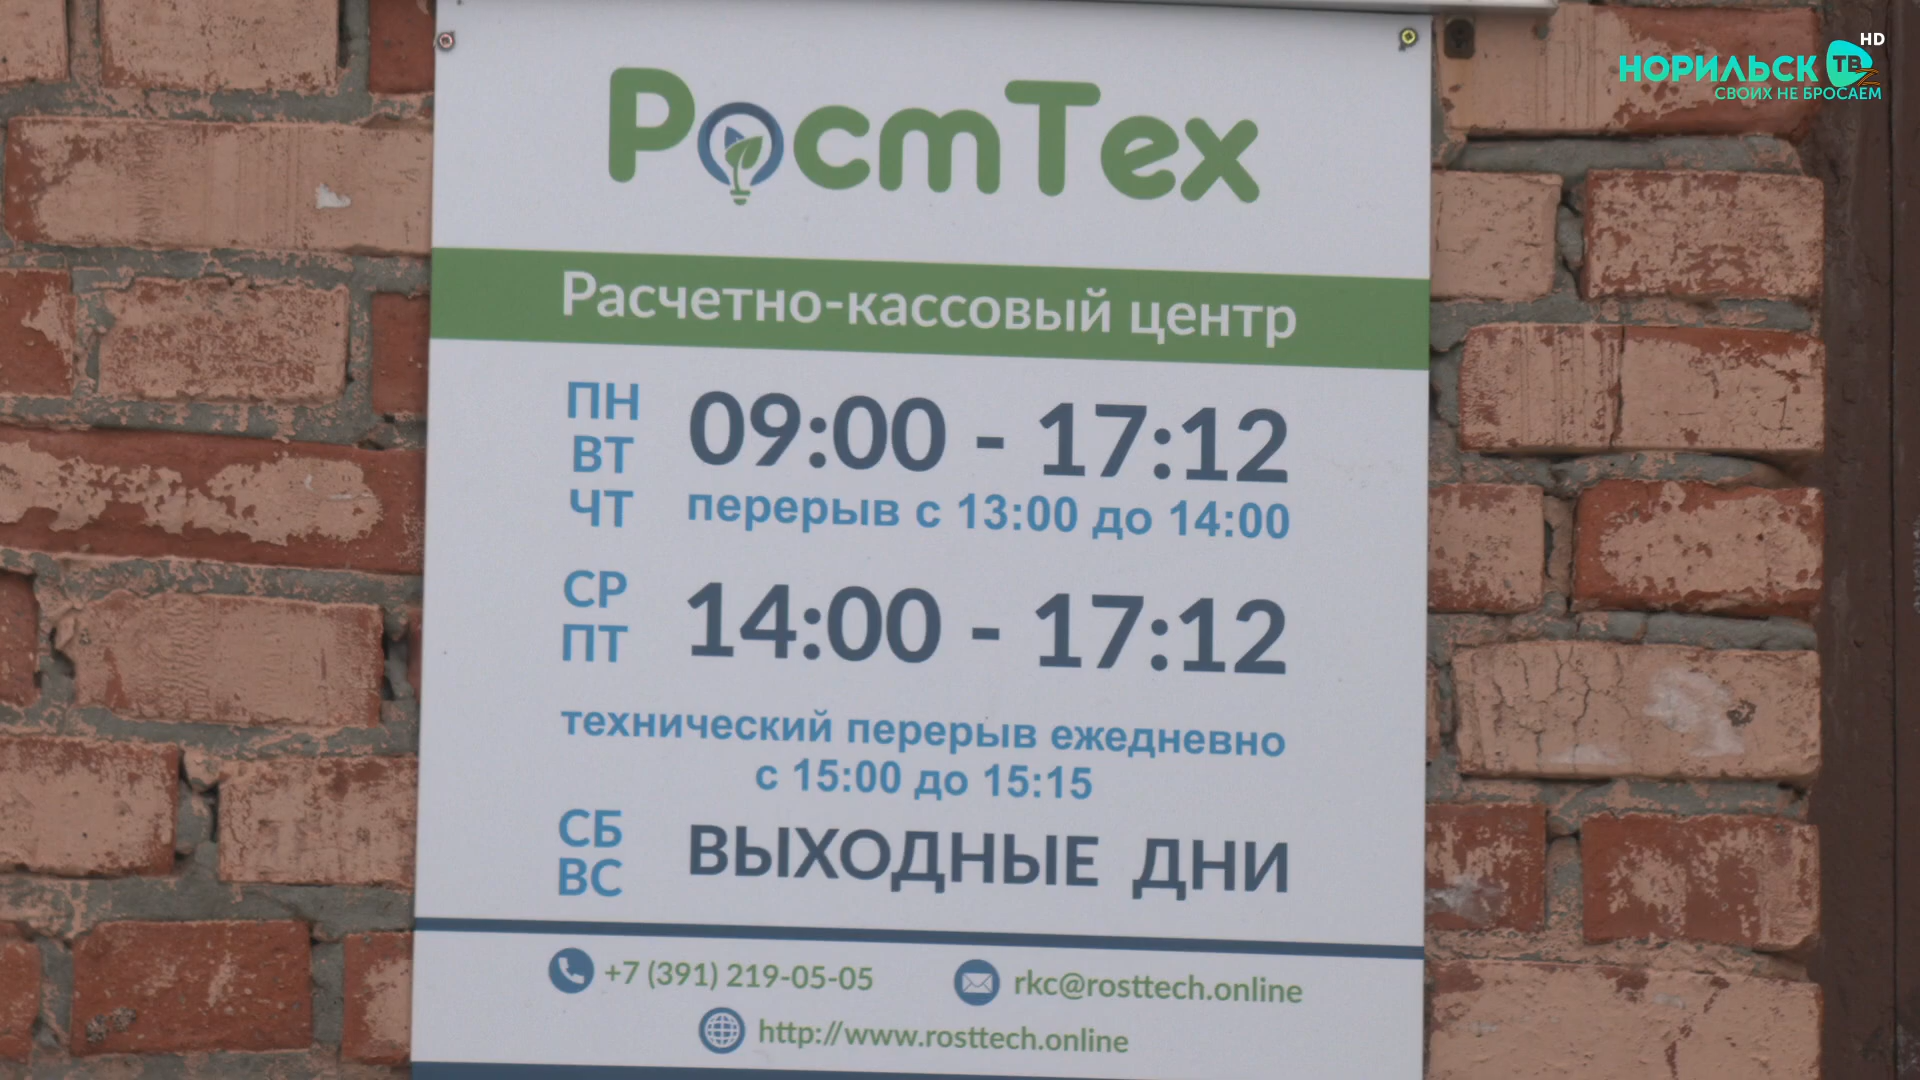 НОРИЛЬСК ТВ HD
СВОИХ НЕ БРОСАЕМ
РостТех
Расчетно-кассовый центр
ПН
ВТ
ЧТ
09:00 - 17:12
перерыв с 13:00 до 14:00
СР
ПТ
14:00 - 17:12
технический перерыв ежедневно
с 15:00 до 15:15
СБ
ВС
ВЫХОДНЫЕ ДНИ
+7 (391) 219-05-05
rkc@rosttech.online
http://www.rosttech.online